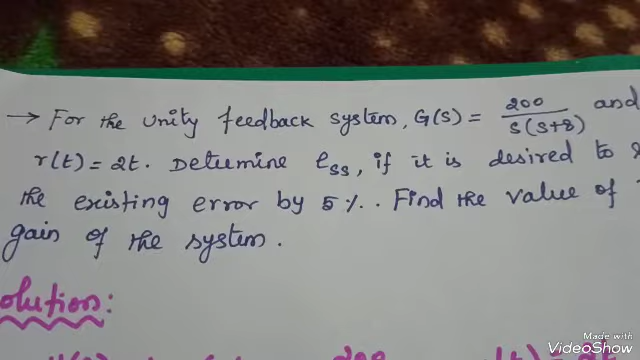 → For the unity feedback system, G(s) = 200 / s(s+8) and
r(t) = 2t. Determine ess, if it is desired to
the existing error by 5%. Find the value of
gain of the system.
olution:
200
Made with
VideoShow